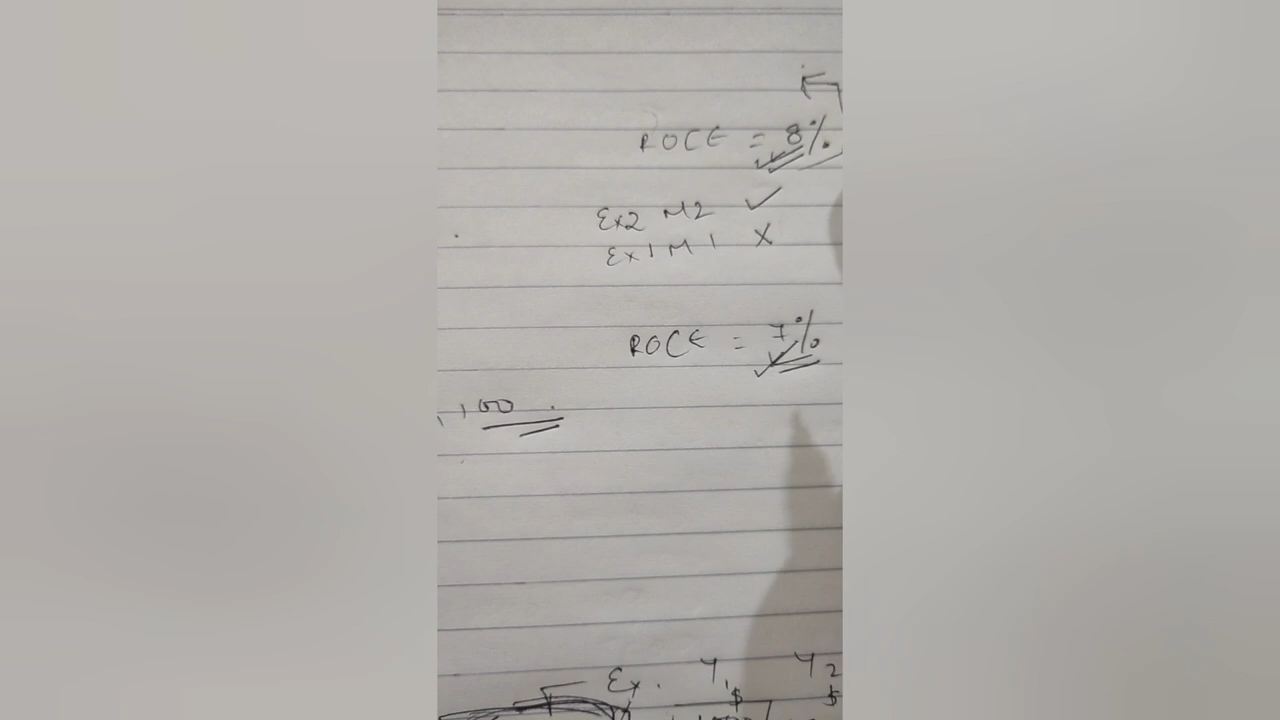 ROCE = 8%
Ex2 M2 ✓
Ex1 M1 X
ROCE = 7%
,100
Ex. Y1 Y2
$ $